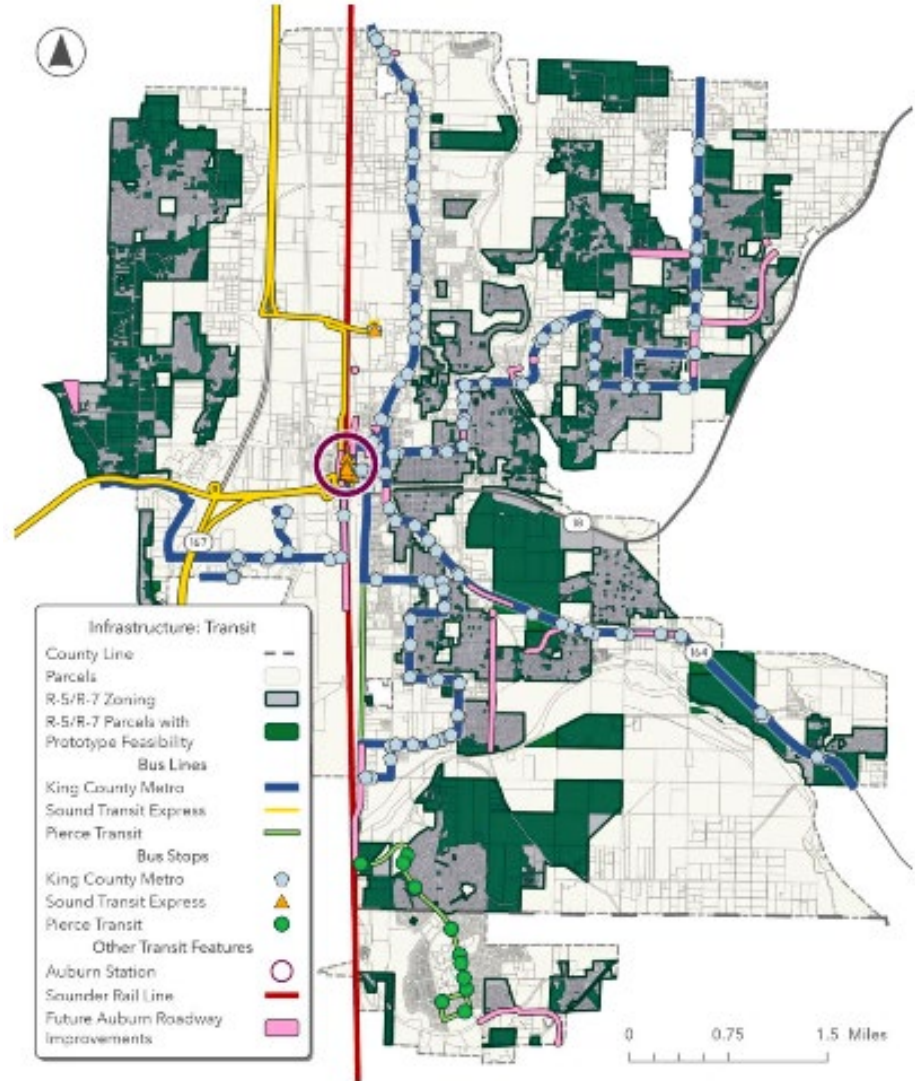 18
167
164
Infrastructure: Transit
County Line
Parcels
R-5/R-7 Zoning
R-5/R-7 Parcels with
Prototype Feasibility
Bus Lines
King County Metro
Sound Transit Express
Pierce Transit
Bus Stops
King County Metro
Sound Transit Express
Pierce Transit
Other Transit Features
Auburn Station
Sounder Rail Line
Future Auburn Roadway
Improvements
0 0.75 1.5 Miles